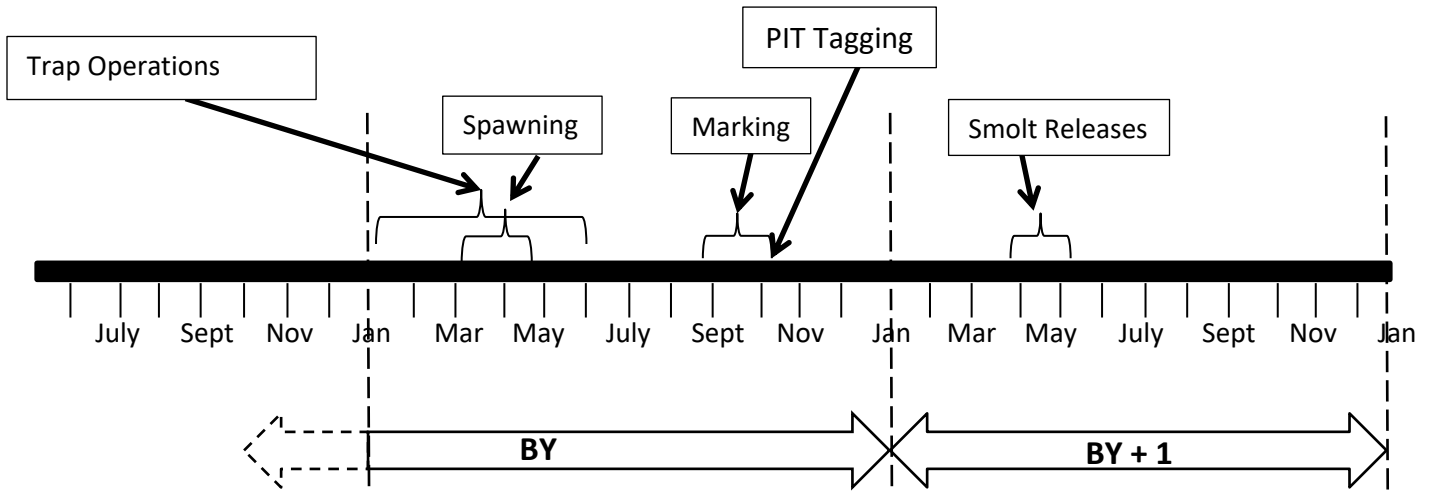 PIT Tagging
Trap Operations
Spawning
Marking
Smolt Releases
July Sept Nov Jan Mar May July Sept Nov Jan Mar May July Sept Nov Jan
BY
BY + 1